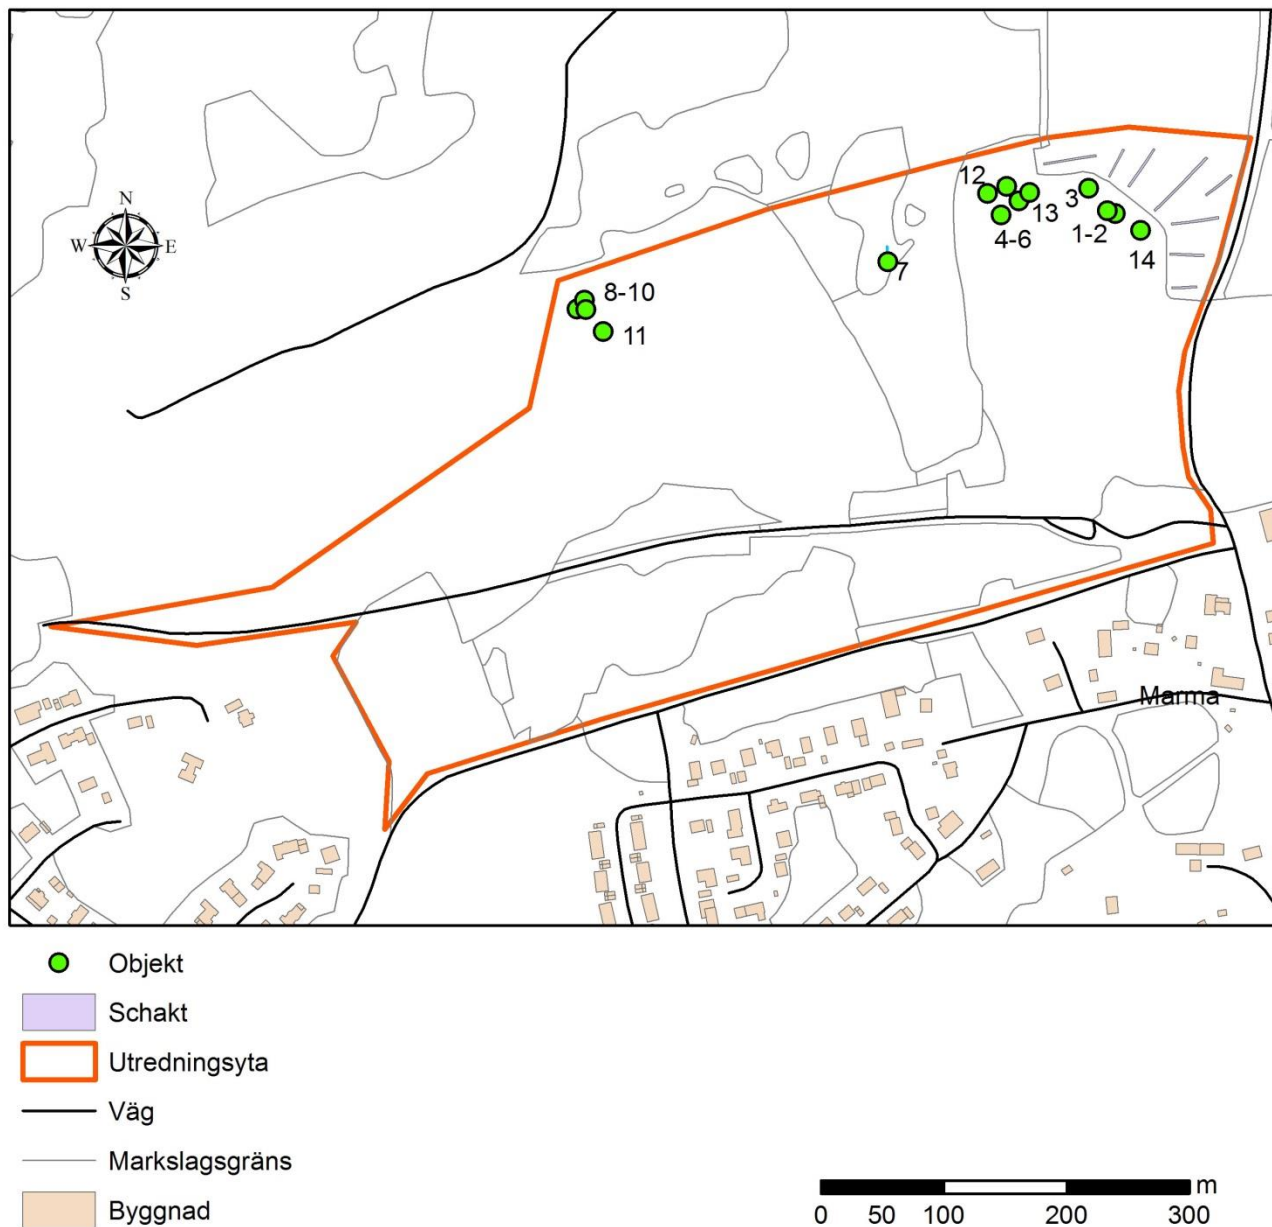 N
W E
S
12
13
3
4-6
1-2
14
7
8-10
11
Marma
Objekt
Schakt
Utredningsyta
Väg
Markslagsgräns
Byggnad
m
0 50 100 200 300